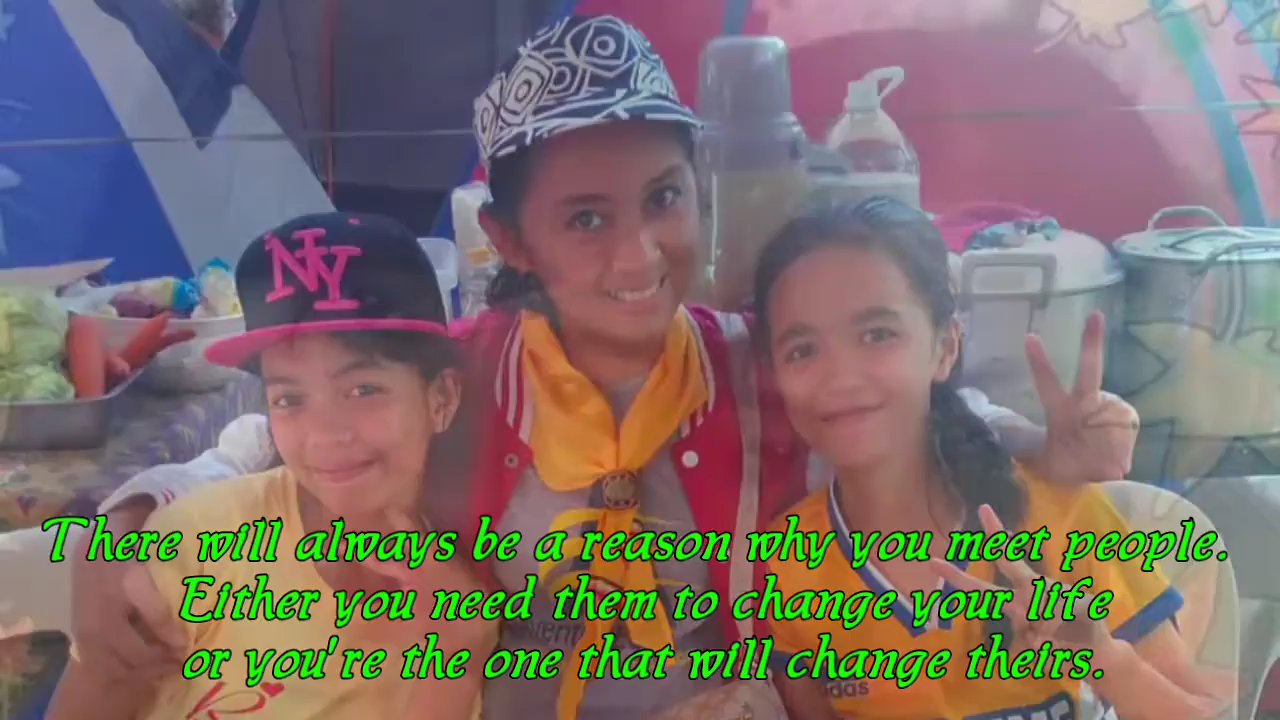 NY
There will always be a reason why you meet people.
Either you need them to change your life
or you're the one that will change theirs.